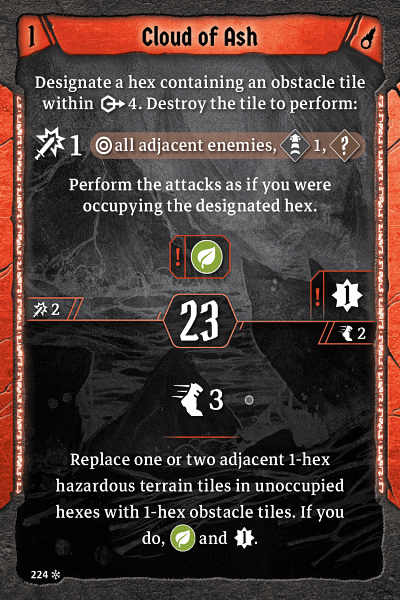 1 Cloud of Ash
Designate a hex containing an obstacle tile
within 4. Destroy the tile to perform:
1 all adjacent enemies, 1, ?
Perform the attacks as if you were
occupying the designated hex.
!
! 1
2
23
2
3
Replace one or two adjacent 1-hex
hazardous terrain tiles in unoccupied
hexes with 1-hex obstacle tiles. If you
do, and 1.
224